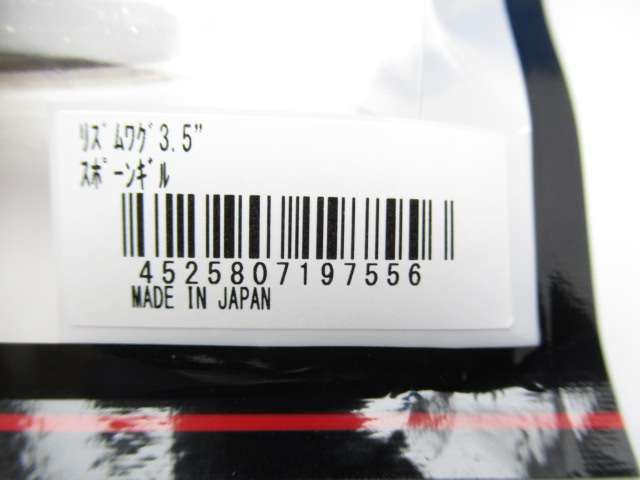 ﾘｽﾞﾑﾜｸﾞ3.5"
ｽﾎﾟｰﾝｷﾞﾙ
4525807197556
MADE IN JAPAN